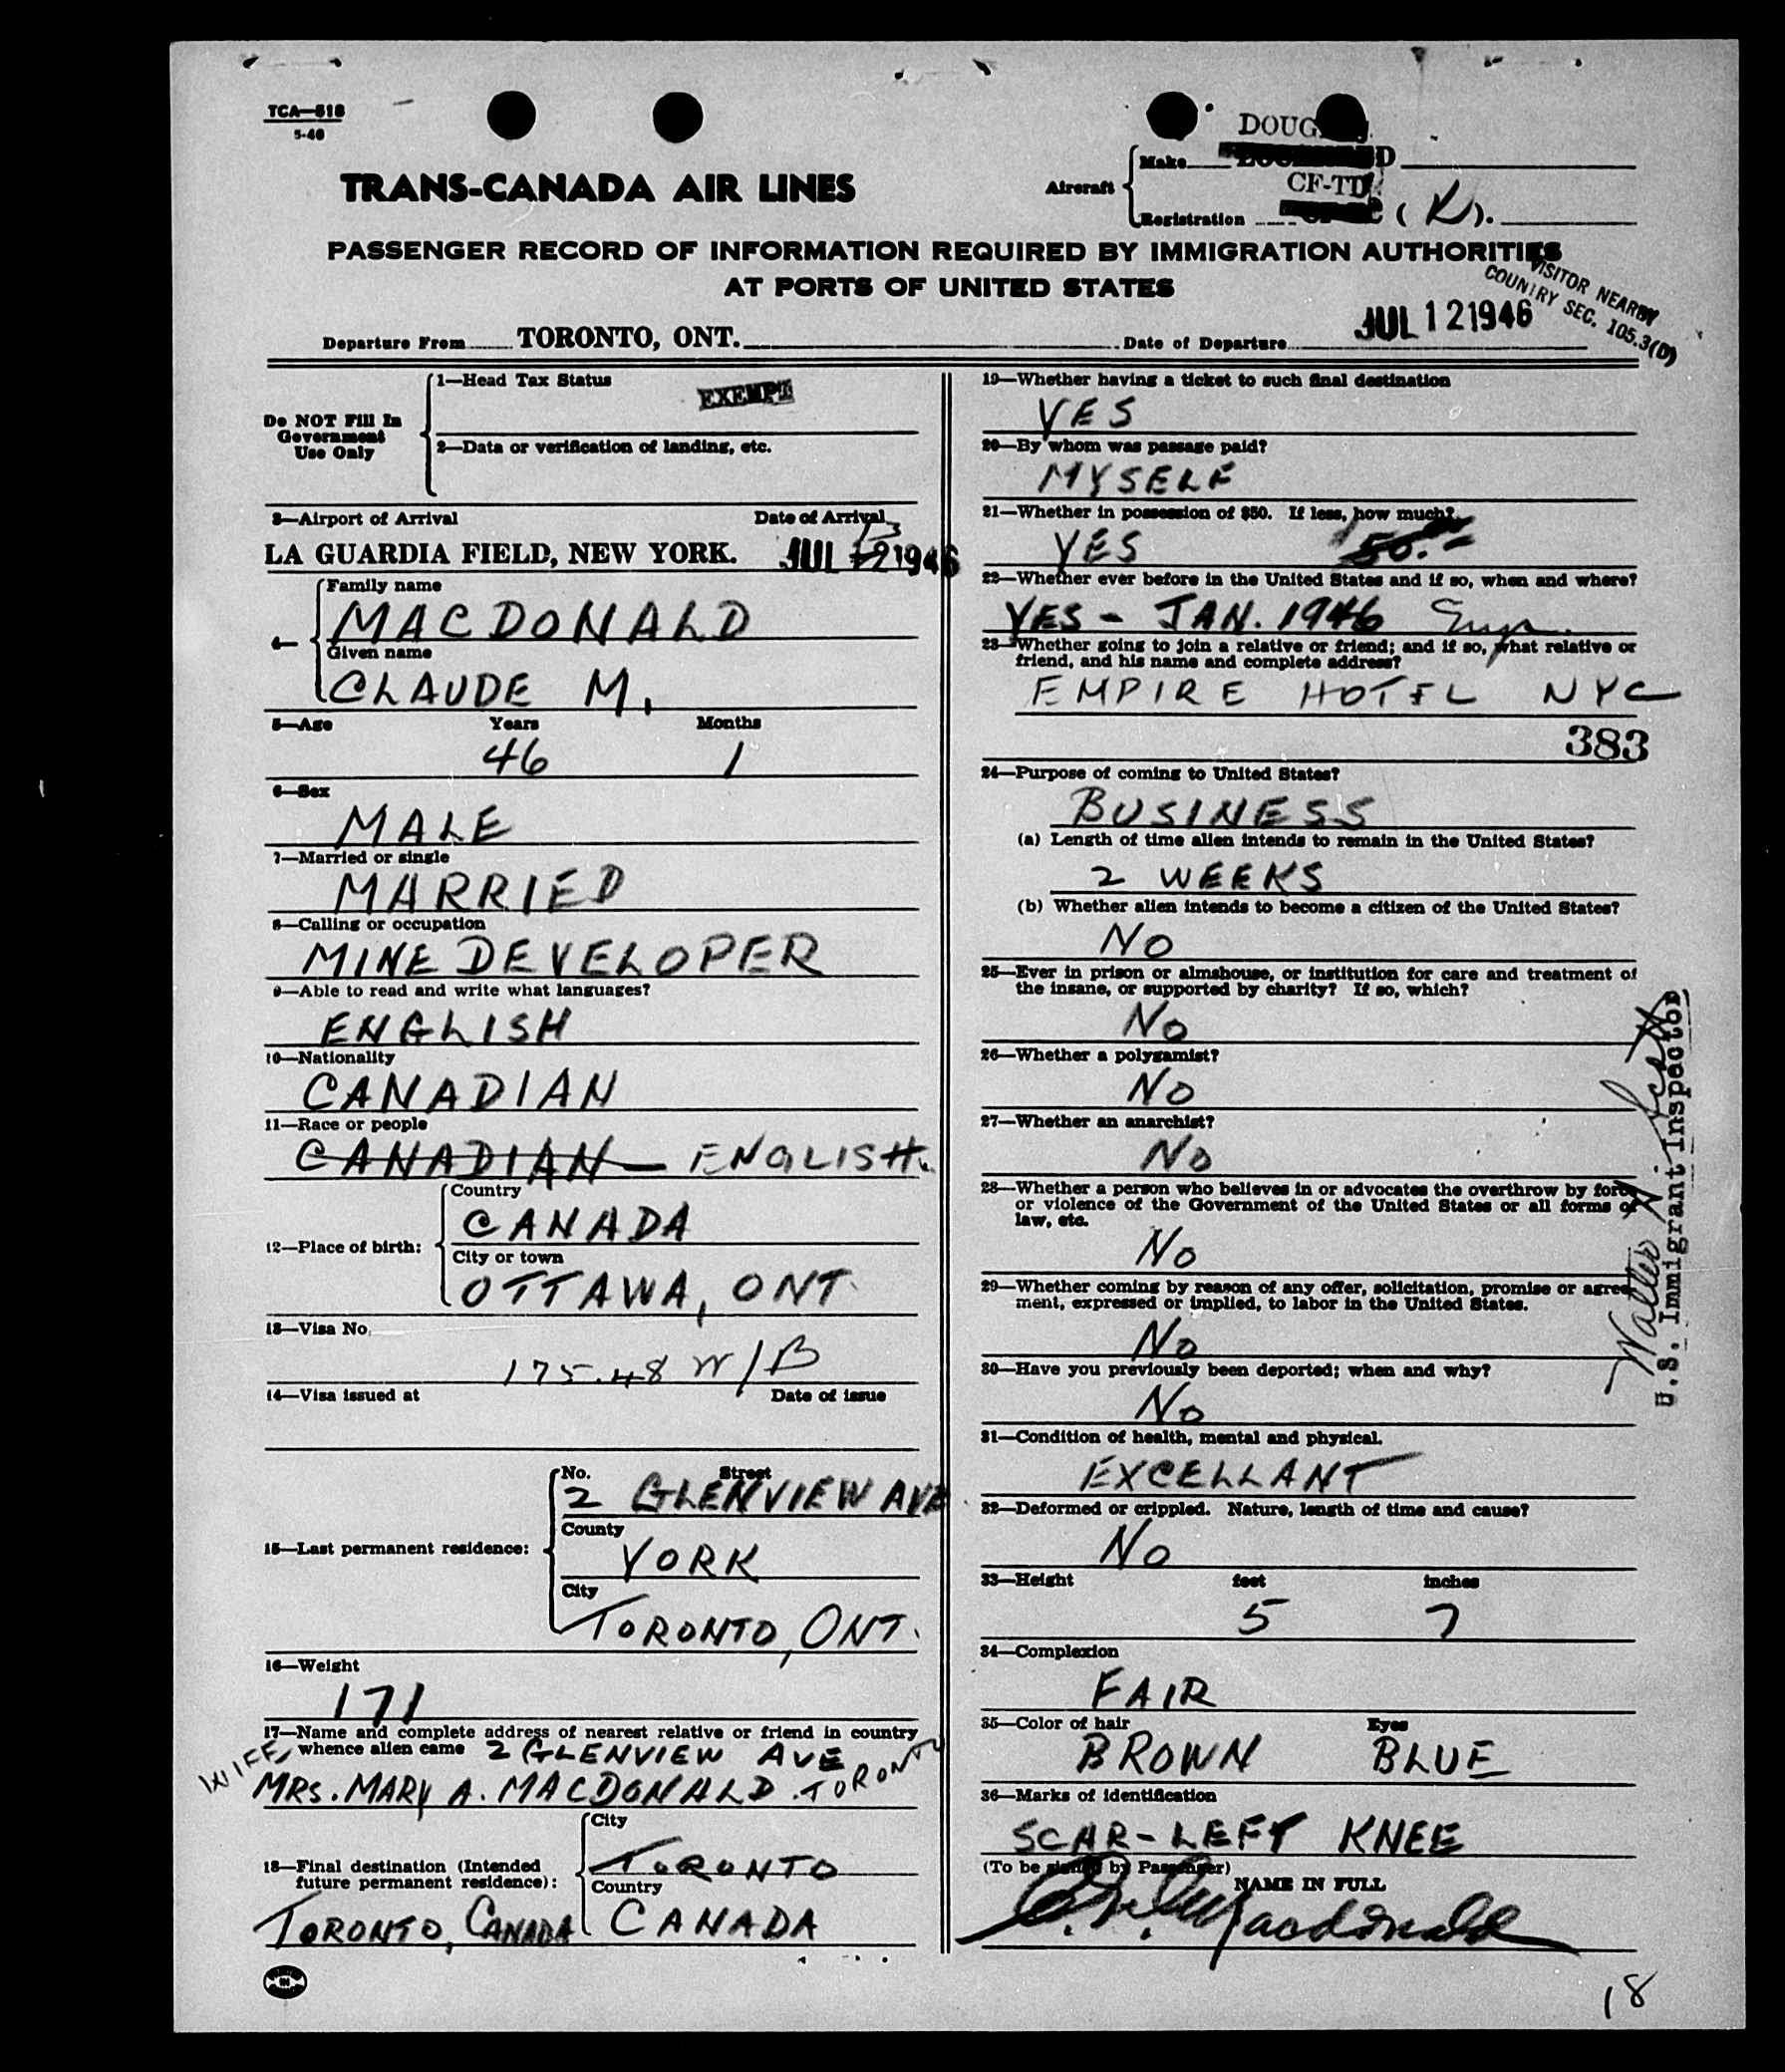 TCA—518
5-46
TRANS-CANADA AIR LINES
Aircraft
Make
DOUG
D
Registration
CF-TD
( K ).
PASSENGER RECORD OF INFORMATION REQUIRED BY IMMIGRATION AUTHORITIES
AT PORTS OF UNITED STATES
VISITOR NEARBY
COUNTRY SEC. 105.3(D)
Departure From TORONTO, ONT. Date of Departure JUL 12 1946
Do NOT Fill In
Government
Use Only
1—Head Tax Status
EXEMPT
2—Data or verification of landing, etc.
3—Airport of Arrival Date of Arrival
13
LA GUARDIA FIELD, NEW YORK. JUL 12 1946
4—
Family name
MACDONALD
Given name
CLAUDE M.
5—Age Years Months
46 1
6—Sex
MALE
7—Married or single
MARRIED
8—Calling or occupation
MINE DEVELOPER
9—Able to read and write what languages?
ENGLISH
10—Nationality
CANADIAN
11—Race or people
CANADIAN — ENGLISH.
12—Place of birth:
Country
CANADA
City or town
OTTAWA, ONT.
13—Visa No.
175.48 W/B
14—Visa issued at Date of issue
15—Last permanent residence:
No. Street
2 GLENVIEW AVE
County
YORK
City
TORONTO, ONT.
16—Weight
171
17—Name and complete address of nearest relative or friend in country
whence alien came 2 GLENVIEW AVE
WIFE, MRS. MARY A. MACDONALD. TORONTO
18—Final destination (Intended
future permanent residence):
City
TORONTO
Country
TORONTO, CANADA CANADA
19—Whether having a ticket to such final destination
YES
20—By whom was passage paid?
MYSELF
21—Whether in possession of $50. If less, how much?
YES 150.—
22—Whether ever before in the United States and if so, when and where?
YES - JAN. 1946
23—Whether going to join a relative or friend; and if so, what relative or
friend, and his name and complete address?
EMPIRE HOTEL NYC
383
24—Purpose of coming to United States?
BUSINESS
(a) Length of time alien intends to remain in the United States?
2 WEEKS
(b) Whether alien intends to become a citizen of the United States?
NO
25—Ever in prison or almshouse, or institution for care and treatment of
the insane, or supported by charity? If so, which?
NO
26—Whether a polygamist?
NO
27—Whether an anarchist?
NO
28—Whether a person who believes in or advocates the overthrow by force
or violence of the Government of the United States or all forms of
law, etc.
NO
29—Whether coming by reason of any offer, solicitation, promise or agree-
ment, expressed or implied, to labor in the United States.
NO
30—Have you previously been deported; when and why?
NO
31—Condition of health, mental and physical.
EXCELLANT
32—Deformed or crippled. Nature, length of time and cause?
NO
33—Height feet inches
5 7
34—Complexion
FAIR
35—Color of hair Eyes
BROWN BLUE
36—Marks of identification
SCAR-LEFT KNEE
(To be signed by Passenger)
NAME IN FULL
C. M. Macdonald
U.S. Immigrant Inspector
18